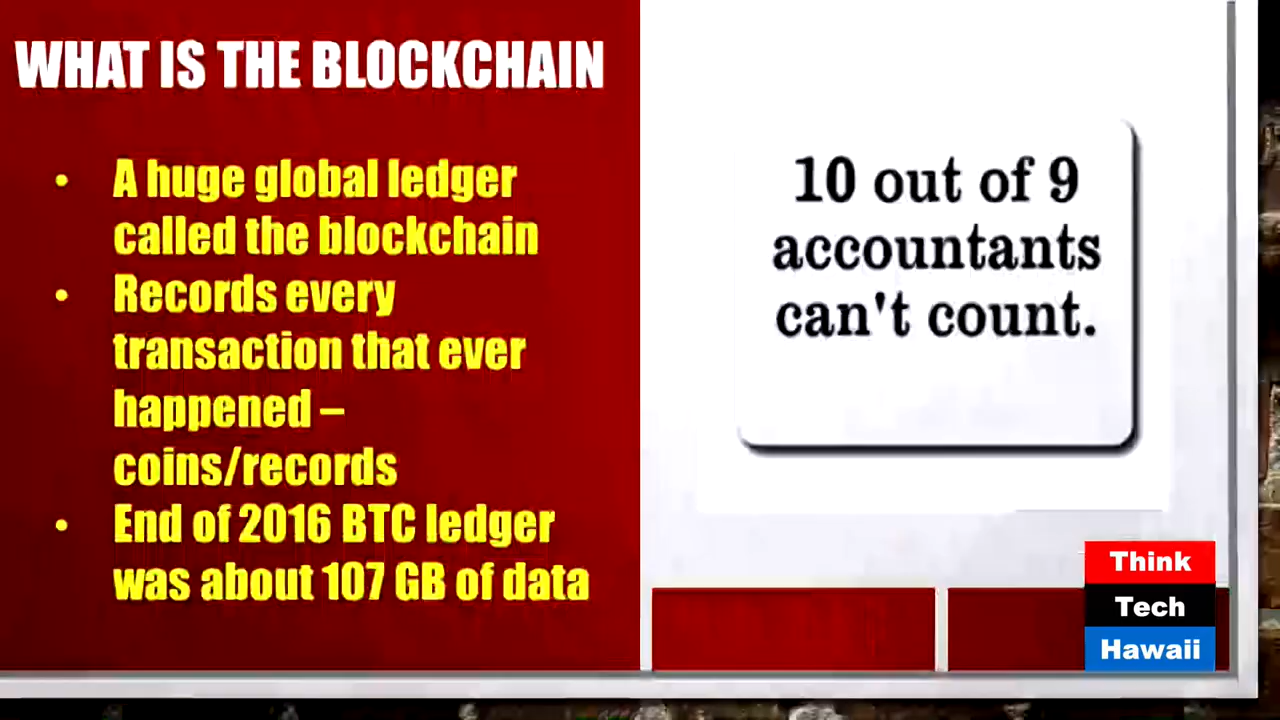 WHAT IS THE BLOCKCHAIN
• A huge global ledger
called the blockchain
• Records every
transaction that ever
happened –
coins/records
• End of 2016 BTC ledger
was about 107 GB of data
10 out of 9
accountants
can't count.
Think
Tech
Hawaii